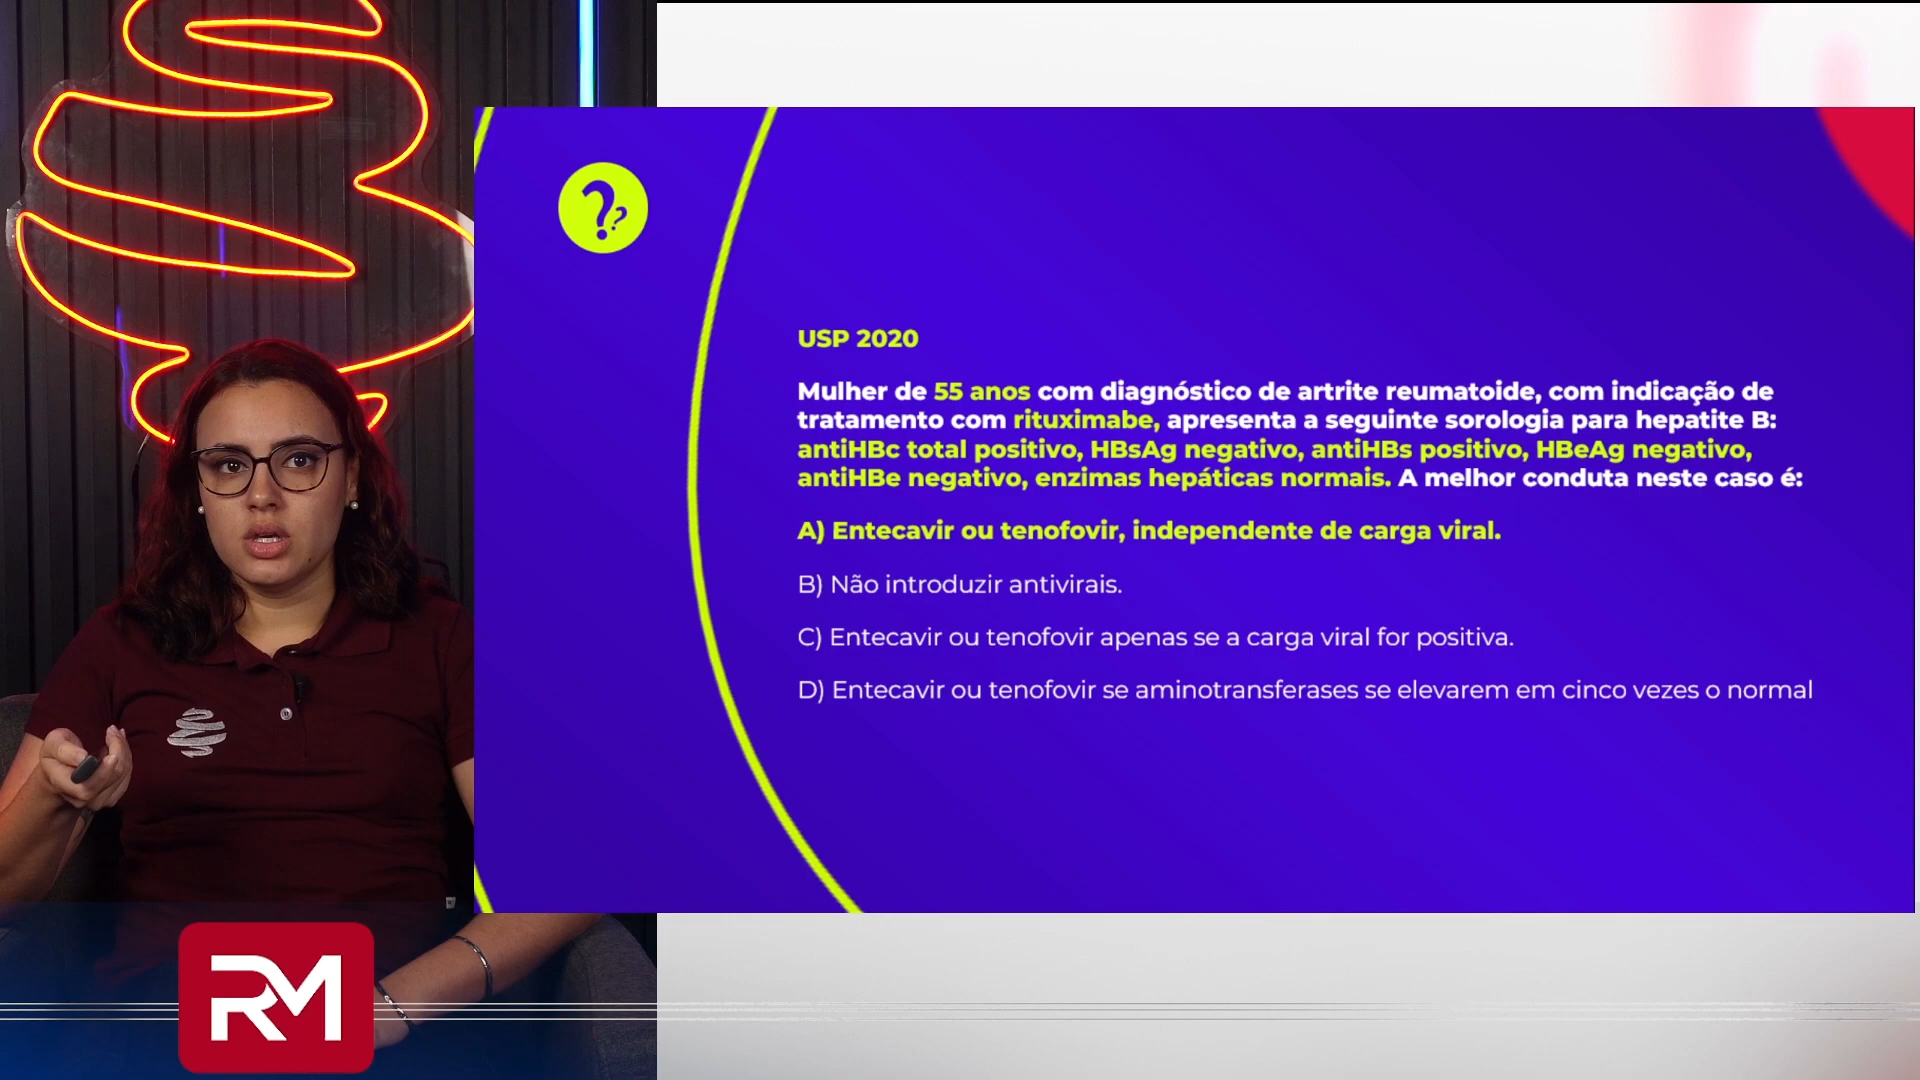 USP 2020
Mulher de 55 anos com diagnóstico de artrite reumatoide, com indicação de
tratamento com rituximabe, apresenta a seguinte sorologia para hepatite B:
antiHBc total positivo, HBsAg negativo, antiHBs positivo, HBeAg negativo,
antiHBe negativo, enzimas hepáticas normais. A melhor conduta neste caso é:
A) Entecavir ou tenofovir, independente de carga viral.
B) Não introduzir antivirais.
C) Entecavir ou tenofovir apenas se a carga viral for positiva.
D) Entecavir ou tenofovir se aminotransferases se elevarem em cinco vezes o normal
RM